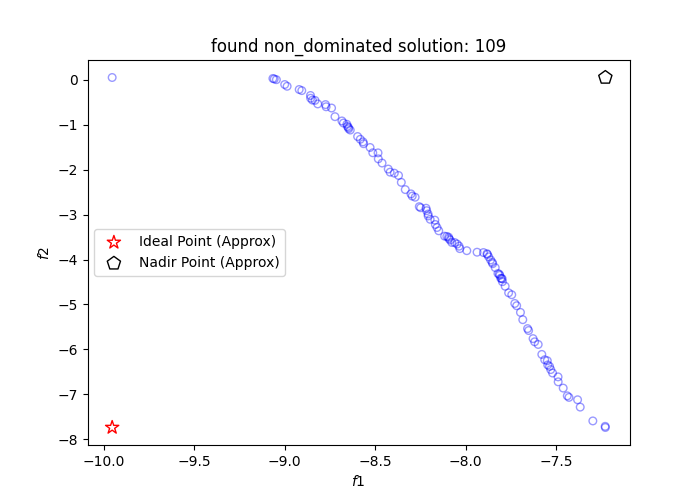 found non_dominated solution: 109
0
−1
−2
−3
−4
−5
−6
−7
−8
f2
Ideal Point (Approx)
Nadir Point (Approx)
−10.0 −9.5 −9.0 −8.5 −8.0 −7.5
f1